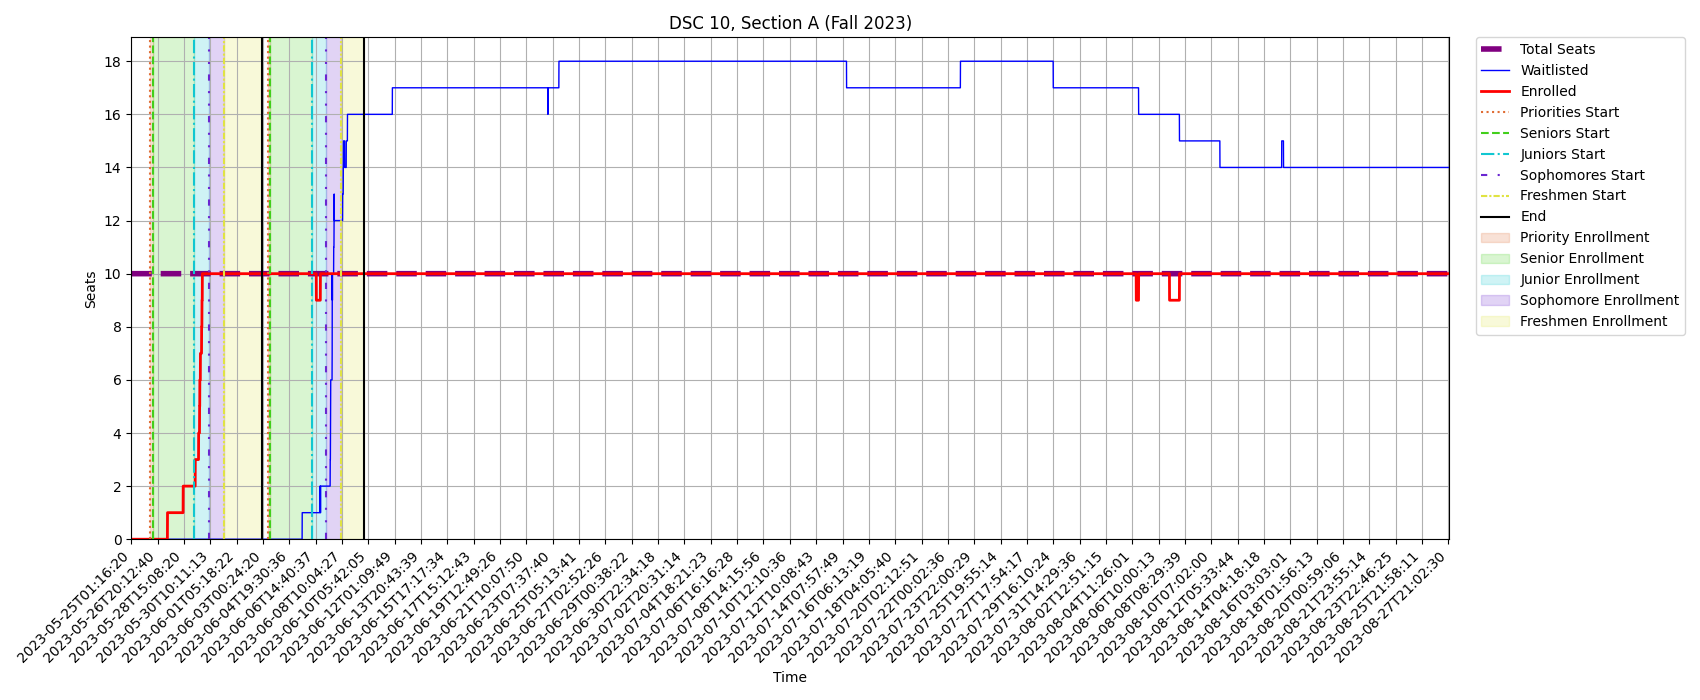 DSC 10, Section A (Fall 2023)
Seats
18
16
14
12
10
8
6
4
2
0
2023-05-25T01:16:20
2023-05-26T20:12:40
2023-05-28T15:08:20
2023-05-30T10:11:13
2023-06-01T05:18:22
2023-06-03T00:24:20
2023-06-04T19:30:36
2023-06-06T14:40:37
2023-06-08T10:04:27
2023-06-10T05:42:05
2023-06-12T01:09:49
2023-06-13T20:43:39
2023-06-15T17:17:34
2023-06-17T15:12:43
2023-06-19T12:49:26
2023-06-21T10:07:50
2023-06-23T07:37:40
2023-06-25T05:13:41
2023-06-27T02:52:26
2023-06-29T00:38:22
2023-06-30T22:34:18
2023-07-02T20:31:14
2023-07-04T18:21:23
2023-07-06T16:16:28
2023-07-08T14:15:56
2023-07-10T12:10:36
2023-07-12T10:08:43
2023-07-14T07:57:49
2023-07-16T06:13:19
2023-07-18T04:05:40
2023-07-20T02:12:51
2023-07-22T00:02:36
2023-07-23T22:00:29
2023-07-25T19:55:14
2023-07-27T17:54:17
2023-07-29T16:10:24
2023-07-31T14:29:36
2023-08-02T12:51:15
2023-08-04T11:26:01
2023-08-06T10:00:13
2023-08-08T08:29:39
2023-08-10T07:02:00
2023-08-12T05:33:44
2023-08-14T04:18:18
2023-08-16T03:03:01
2023-08-18T01:56:13
2023-08-20T00:59:06
2023-08-21T23:55:14
2023-08-23T22:46:25
2023-08-25T21:58:11
2023-08-27T21:02:30
Time
Total Seats
Waitlisted
Enrolled
Priorities Start
Seniors Start
Juniors Start
Sophomores Start
Freshmen Start
End
Priority Enrollment
Senior Enrollment
Junior Enrollment
Sophomore Enrollment
Freshmen Enrollment